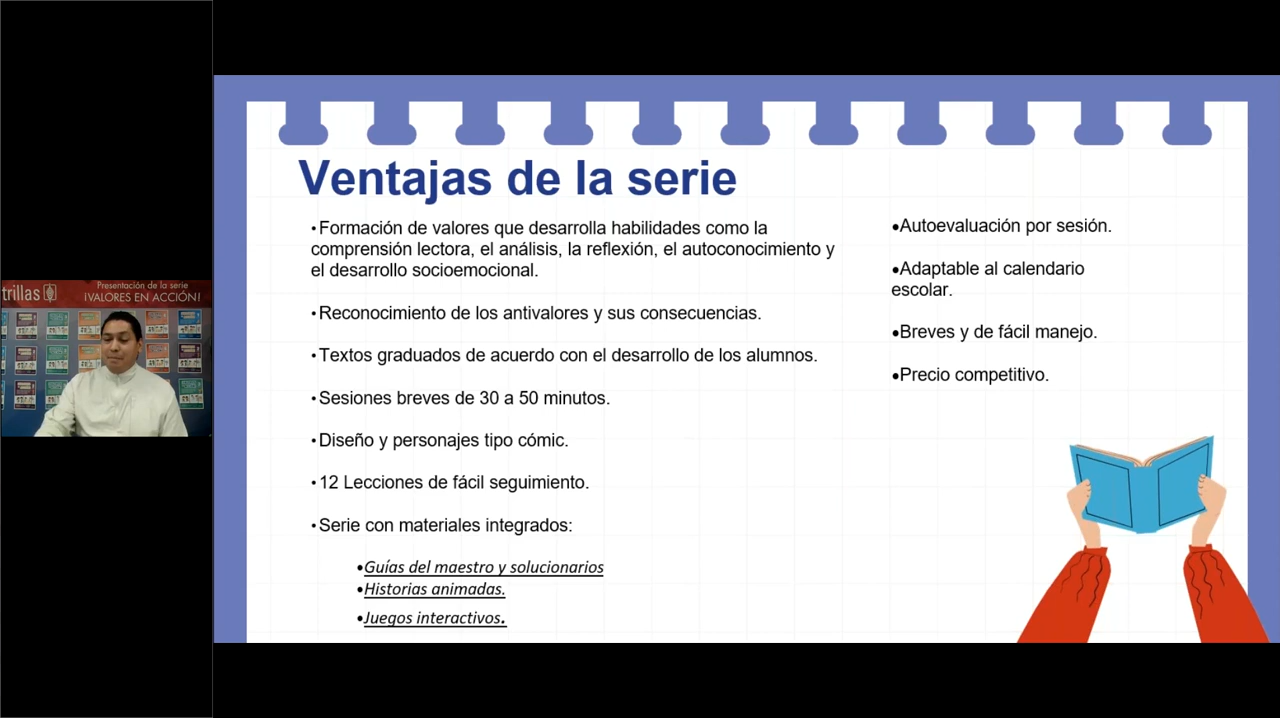 trillas
Presentación de la serie
¡VALORES EN ACCIÓN!
Ventajas de la serie
•Formación de valores que desarrolla habilidades como la
comprensión lectora, el análisis, la reflexión, el autoconocimiento y
el desarrollo socioemocional.
•Reconocimiento de los antivalores y sus consecuencias.
•Textos graduados de acuerdo con el desarrollo de los alumnos.
•Sesiones breves de 30 a 50 minutos.
•Diseño y personajes tipo cómic.
•12 Lecciones de fácil seguimiento.
•Serie con materiales integrados:
•Guías del maestro y solucionarios
•Historias animadas.
•Juegos interactivos.
•Autoevaluación por sesión.
•Adaptable al calendario
escolar.
•Breves y de fácil manejo.
•Precio competitivo.